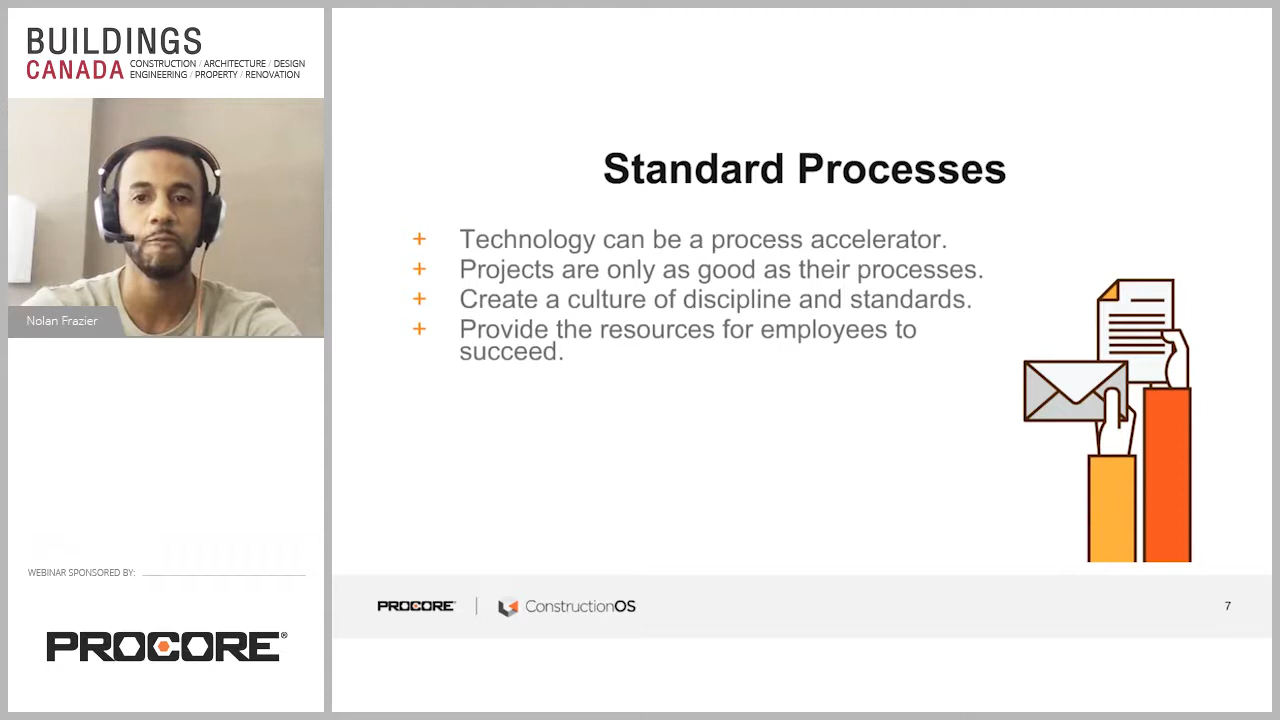 BUILDINGS
CANADA
CONSTRUCTION / ARCHITECTURE / DESIGN
ENGINEERING / PROPERTY / RENOVATION
Nolan Frazier
WEBINAR SPONSORED BY:
PROCORE®
Standard Processes
+ Technology can be a process accelerator.
+ Projects are only as good as their processes.
+ Create a culture of discipline and standards.
+ Provide the resources for employees to
succeed.
PROCORE | ConstructionOS
7